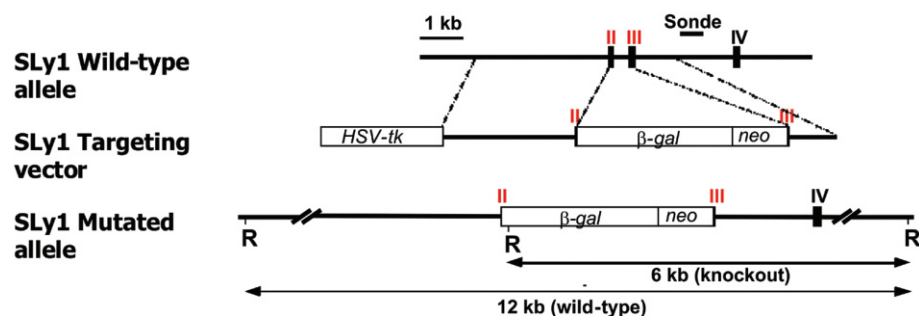 1 kb
Sonde
II III IV
SLy1 Wild-type
allele
II III
HSV-tk β-gal neo
SLy1 Targeting
vector
II III IV
SLy1 Mutated
allele
β-gal neo
R R R
6 kb (knockout)
12 kb (wild-type)